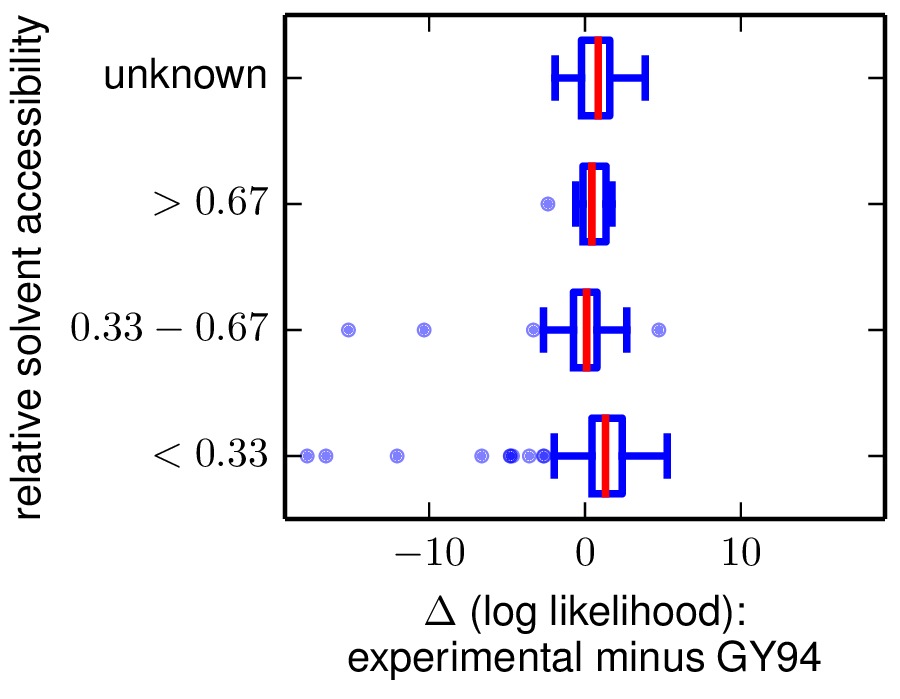 relative solvent accessibility
unknown
> 0.67
0.33 − 0.67
< 0.33
−10 0 10
Δ (log likelihood):
experimental minus GY94